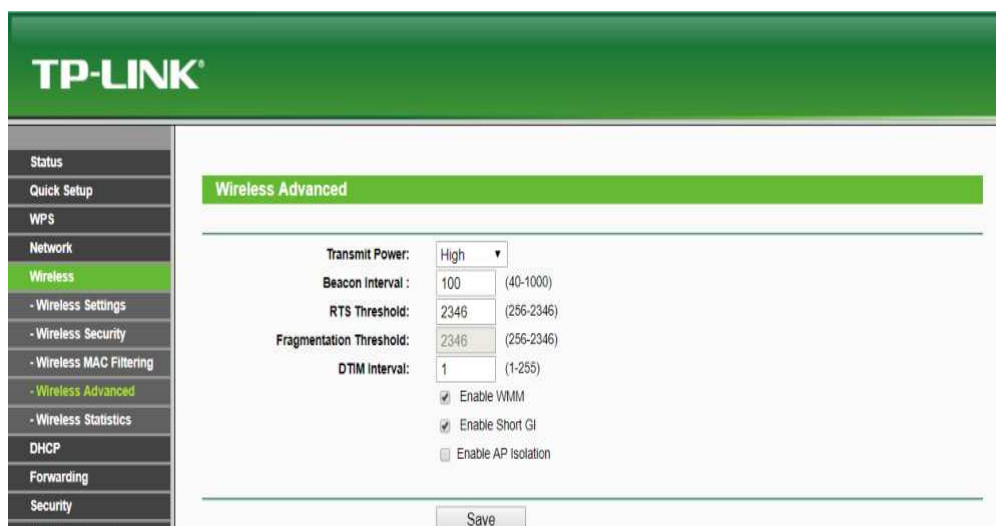 TP-LINK®
Status
Quick Setup
WPS
Network
Wireless
- Wireless Settings
- Wireless Security
- Wireless MAC Filtering
- Wireless Advanced
- Wireless Statistics
DHCP
Forwarding
Security
Wireless Advanced
Transmit Power: High
Beacon Interval : 100 (40-1000)
RTS Threshold: 2346 (256-2346)
Fragmentation Threshold: 2346 (256-2346)
DTIM Interval: 1 (1-255)
Enable WMM
Enable Short GI
Enable AP Isolation
Save